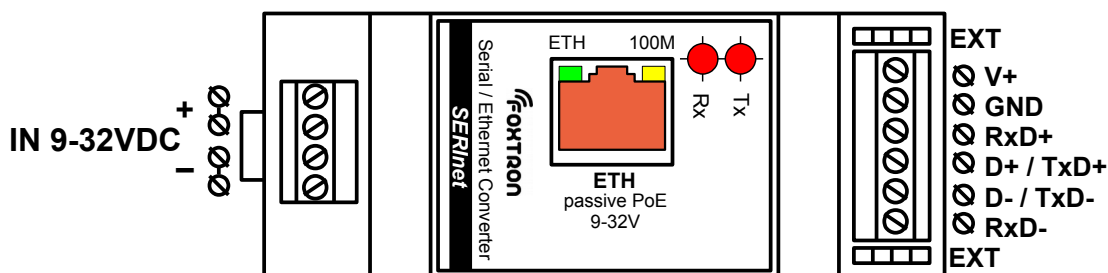 +
IN 9-32VDC
–
SERInet
Serial / Ethernet Converter
FOXTRON
ETH
100M
Rx
Tx
ETH
passive PoE
9-32V
EXT
V+
GND
RxD+
D+ / TxD+
D- / TxD-
RxD-
EXT